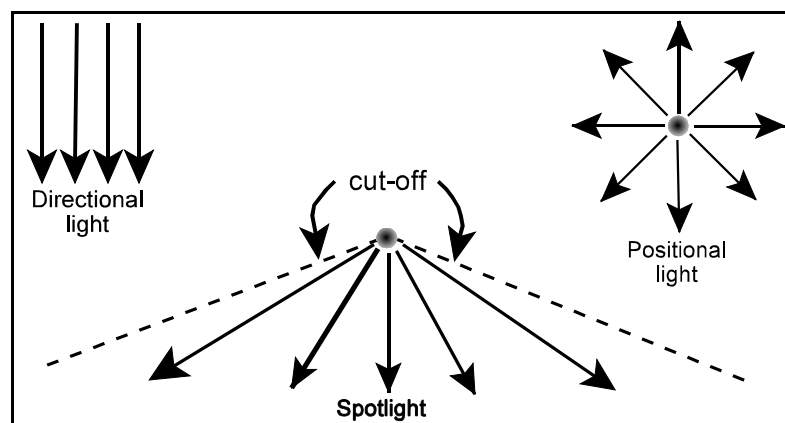 Directional
light
cut-off
Positional
light
Spotlight